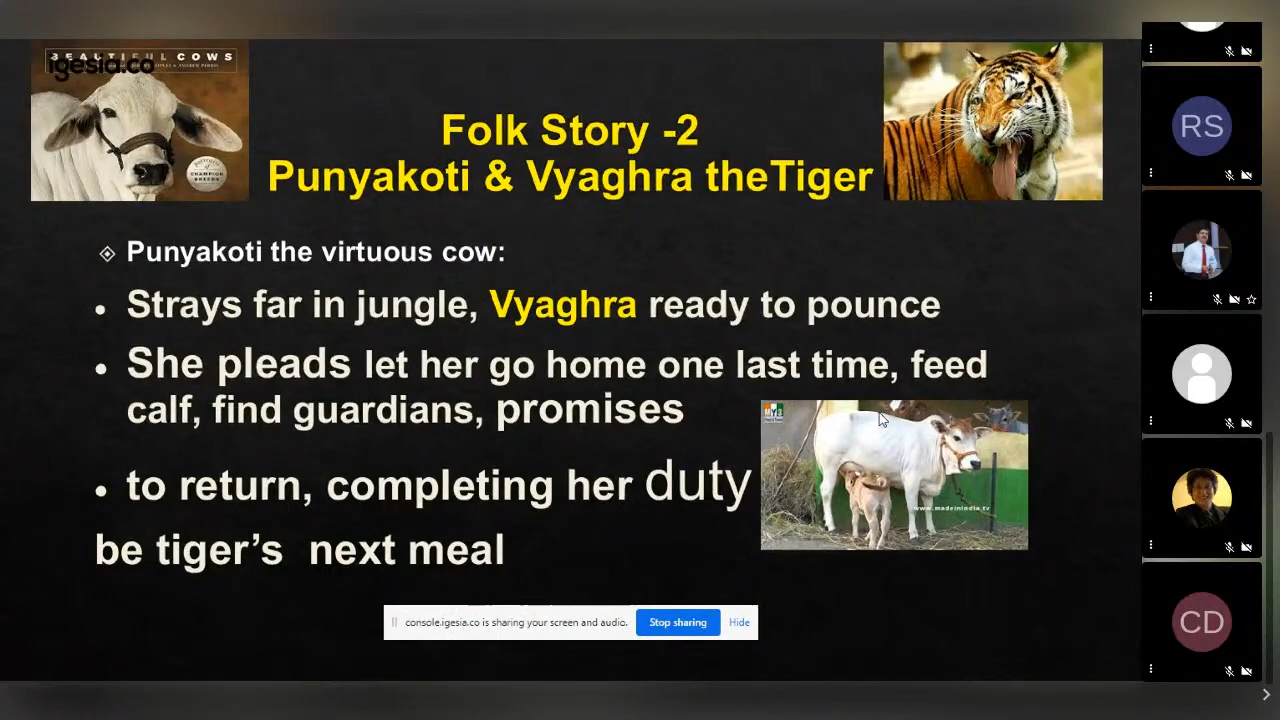 BEAUTIFUL COWS
igesia.co
CHAMPION
BREEDS
Folk Story -2
Punyakoti & Vyaghra theTiger
Punyakoti the virtuous cow:
Strays far in jungle, Vyaghra ready to pounce
She pleads let her go home one last time, feed
calf, find guardians, promises
to return, completing her duty
be tiger’s next meal
www.madeinindia.tv
console.igesia.co is sharing your screen and audio.
Stop sharing
Hide
RS
CD